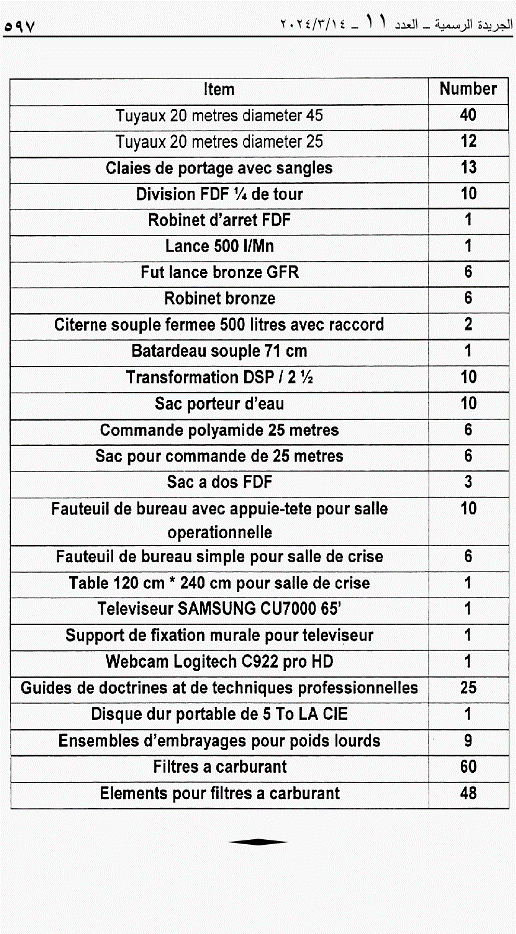 الجريدة الرسمية ــ العدد ١١ ــ ٢٠٢٤/٣/١٤ ٥٩٧
Item Number
Tuyaux 20 metres diameter 45 40
Tuyaux 20 metres diameter 25 12
Claies de portage avec sangles 13
Division FDF ¼ de tour 10
Robinet d'arret FDF 1
Lance 500 l/Mn 1
Fut lance bronze GFR 6
Robinet bronze 6
Citerne souple fermee 500 litres avec raccord 2
Batardeau souple 71 cm 1
Transformation DSP / 2 ½ 10
Sac porteur d'eau 10
Commande polyamide 25 metres 6
Sac pour commande de 25 metres 6
Sac a dos FDF 3
Fauteuil de bureau avec appuie-tete pour salle 10
operationnelle
Fauteuil de bureau simple pour salle de crise 6
Table 120 cm * 240 cm pour salle de crise 1
Televiseur SAMSUNG CU7000 65' 1
Support de fixation murale pour televiseur 1
Webcam Logitech C922 pro HD 1
Guides de doctrines at de techniques professionnelles 25
Disque dur portable de 5 To LA CIE 1
Ensembles d'embrayages pour poids lourds 9
Filtres a carburant 60
Elements pour filtres a carburant 48